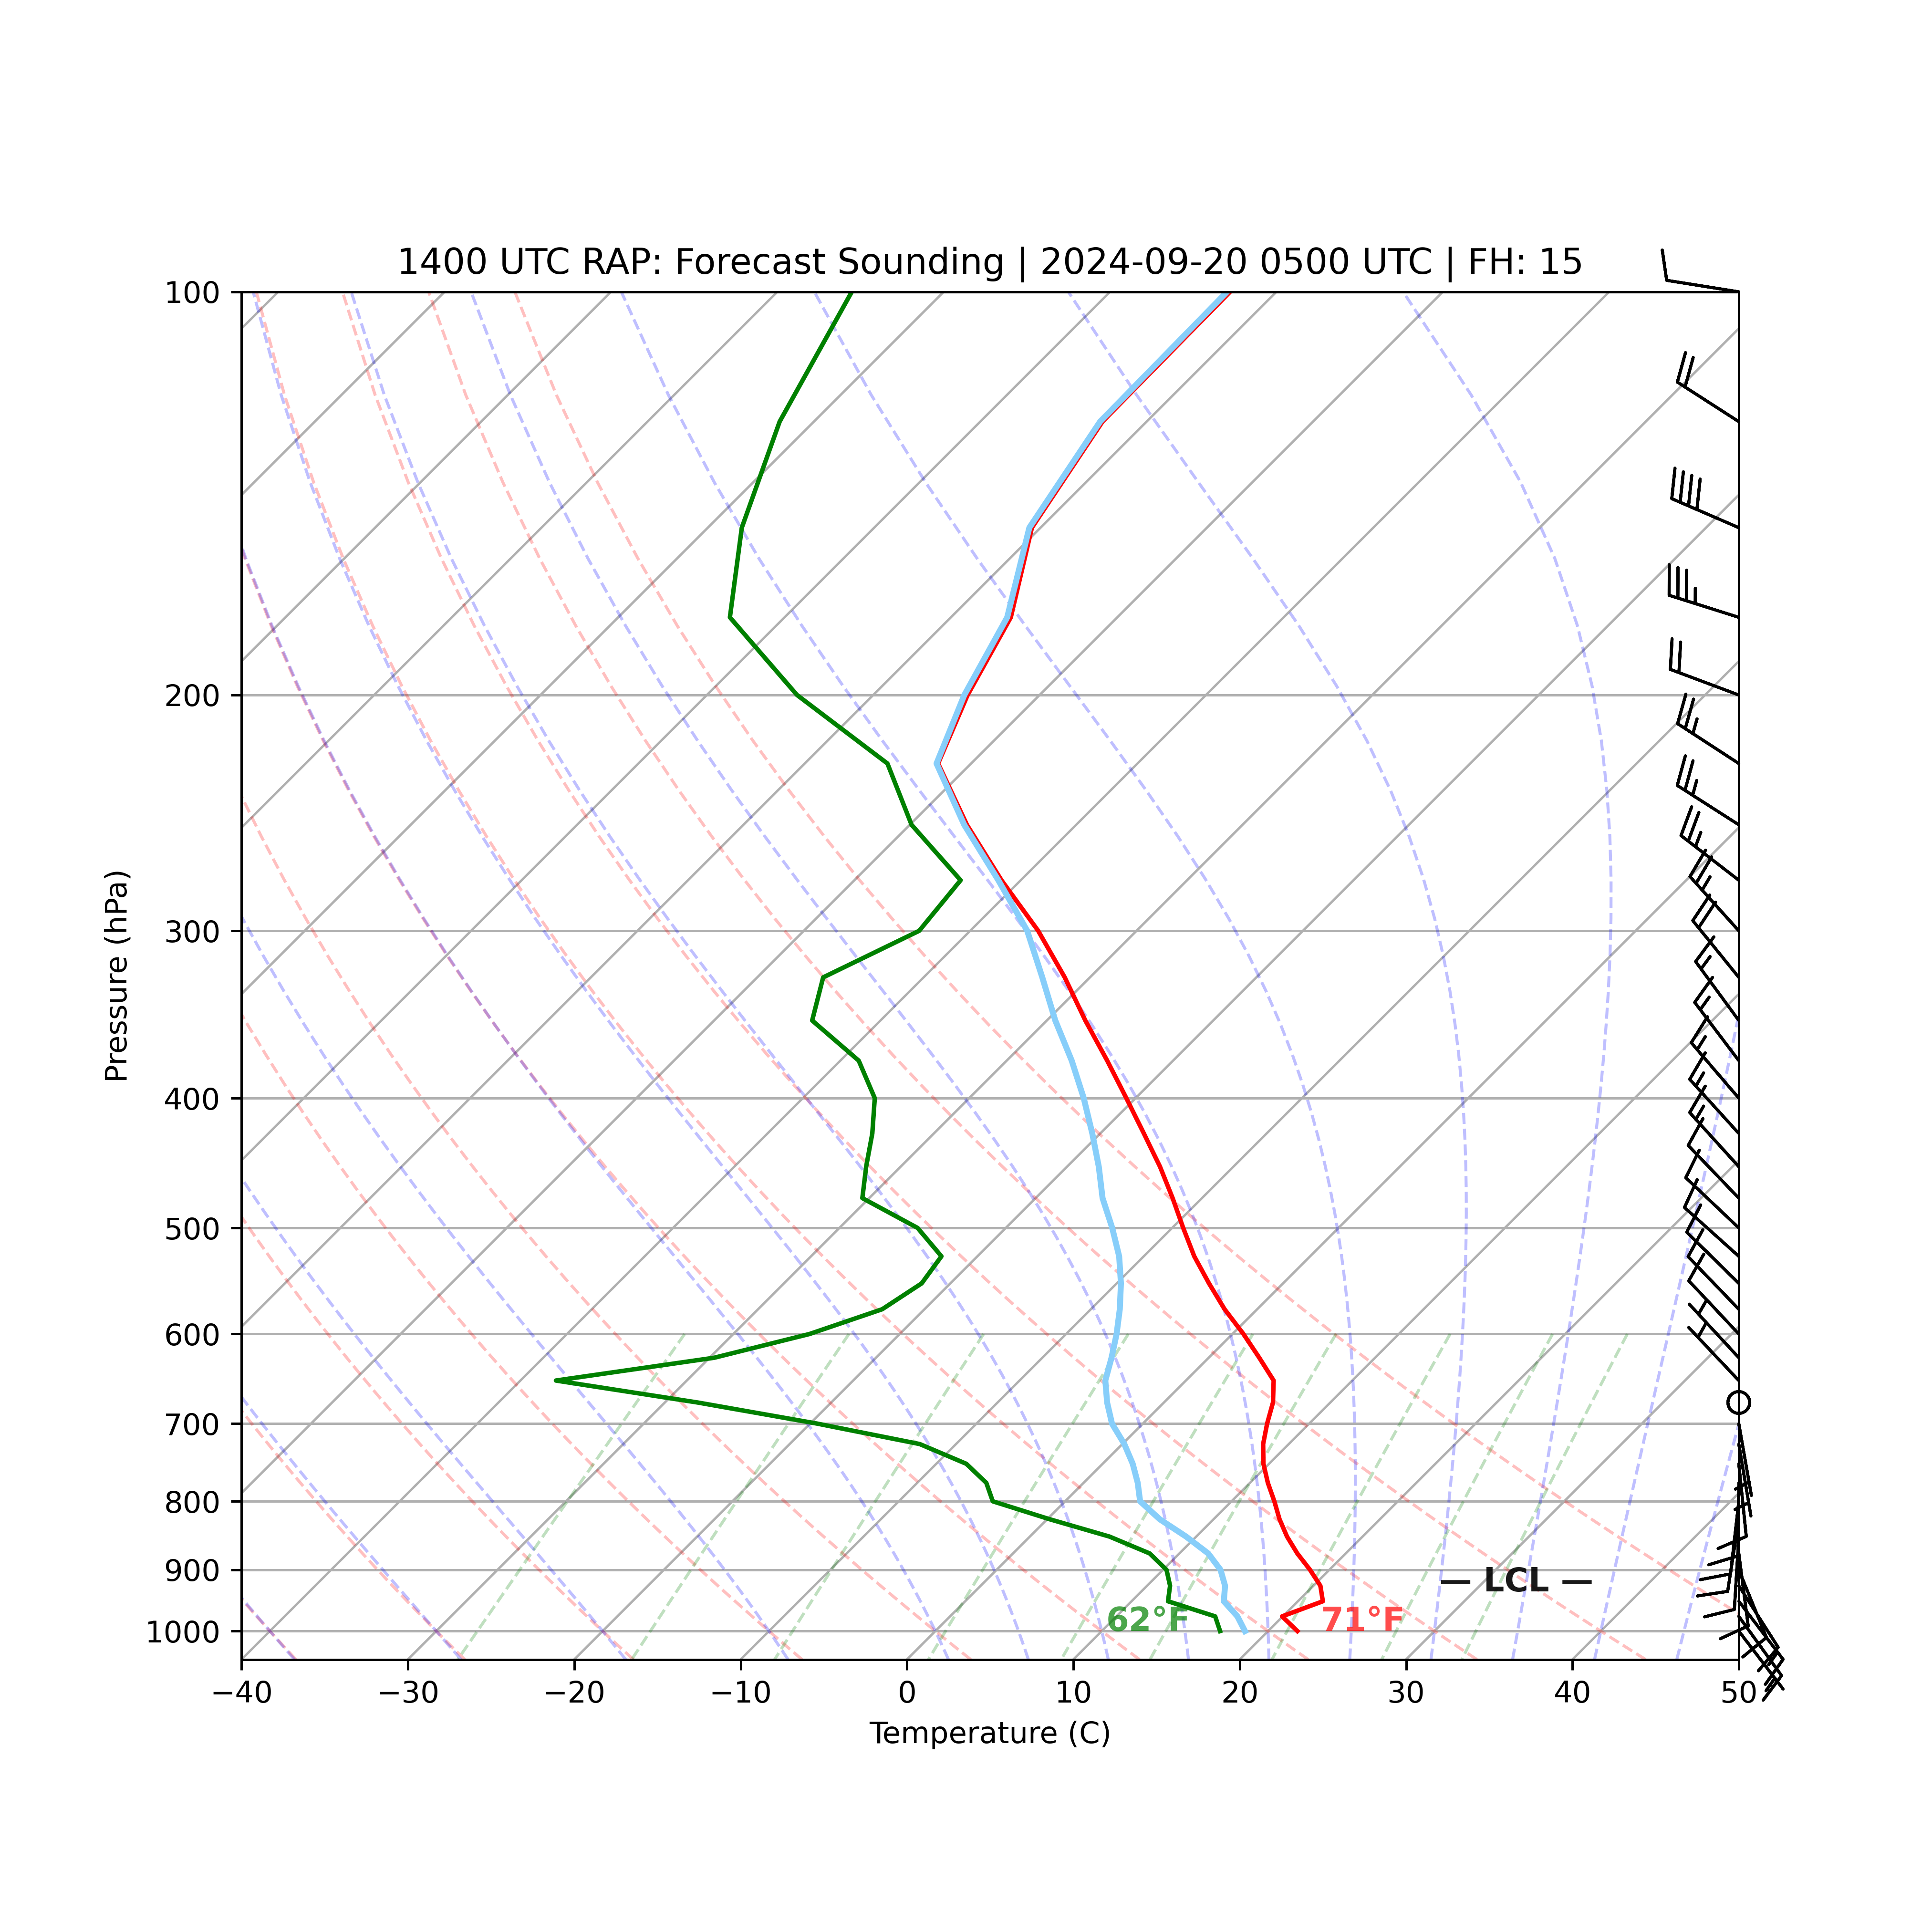 1400 UTC RAP: Forecast Sounding | 2024-09-20 0500 UTC | FH: 15
100
200
300
400
500
600
700
800
900
1000
Pressure (hPa)
— LCL —
62°F
71°F
−40 −30 −20 −10 0 10 20 30 40 50
Temperature (C)